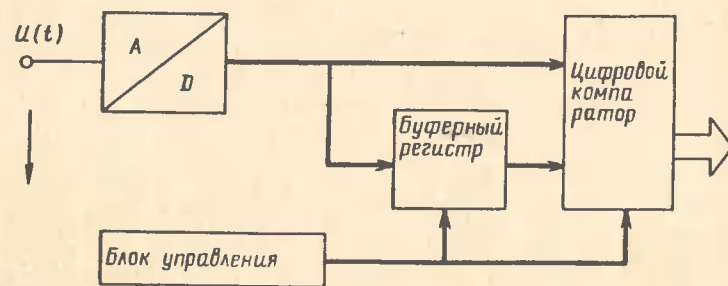 U(t)
A
D
Цифровой
компа
ратор
Буферный
регистр
Блок управления